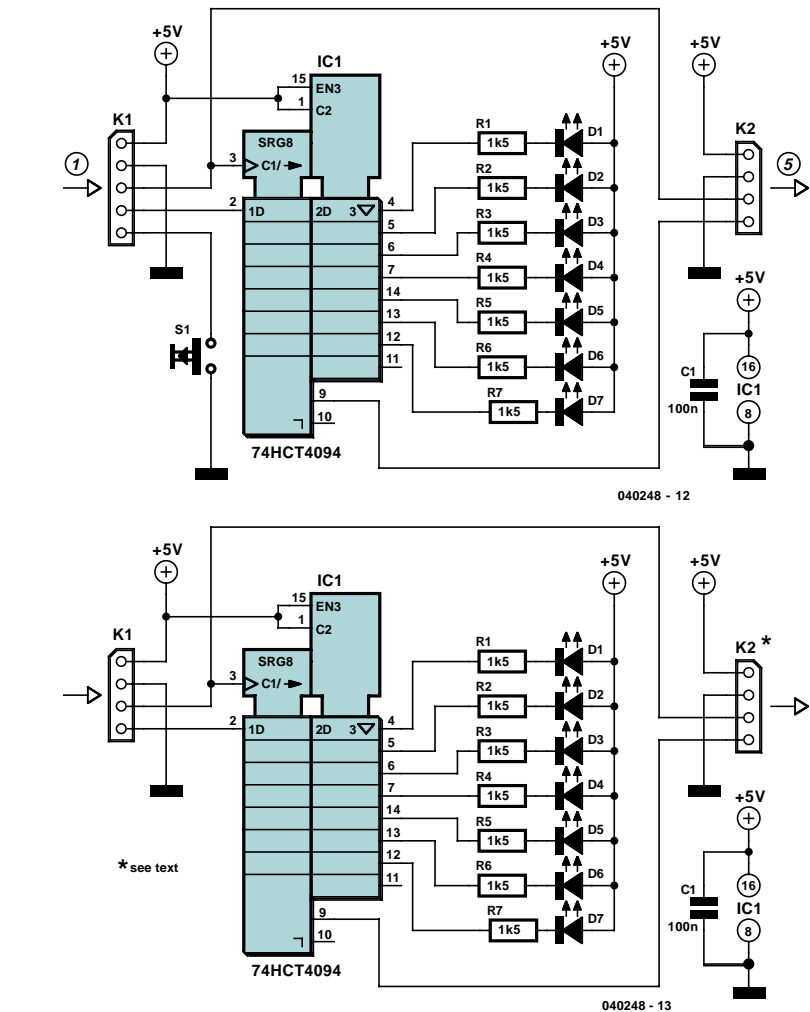 +5V
+5V
+5V
IC1
15 EN3
1 C2
K1
K2
SRG8
3 C1/
1
5
2 1D 2D 3
4
5
6
7
14
13
12
11
9
10
R1
1k5
D1
R2
1k5
D2
R3
1k5
D3
R4
1k5
D4
R5
1k5
D5
R6
1k5
D6
R7
1k5
D7
S1
+5V
C1
100n
16
IC1
8
74HCT4094
040248 - 12
+5V
+5V
+5V
IC1
15 EN3
1 C2
K1
K2 *
SRG8
3 C1/
2 1D 2D 3
4
5
6
7
14
13
12
11
9
10
R1
1k5
D1
R2
1k5
D2
R3
1k5
D3
R4
1k5
D4
R5
1k5
D5
R6
1k5
D6
R7
1k5
D7
* see text
+5V
C1
100n
16
IC1
8
74HCT4094
040248 - 13